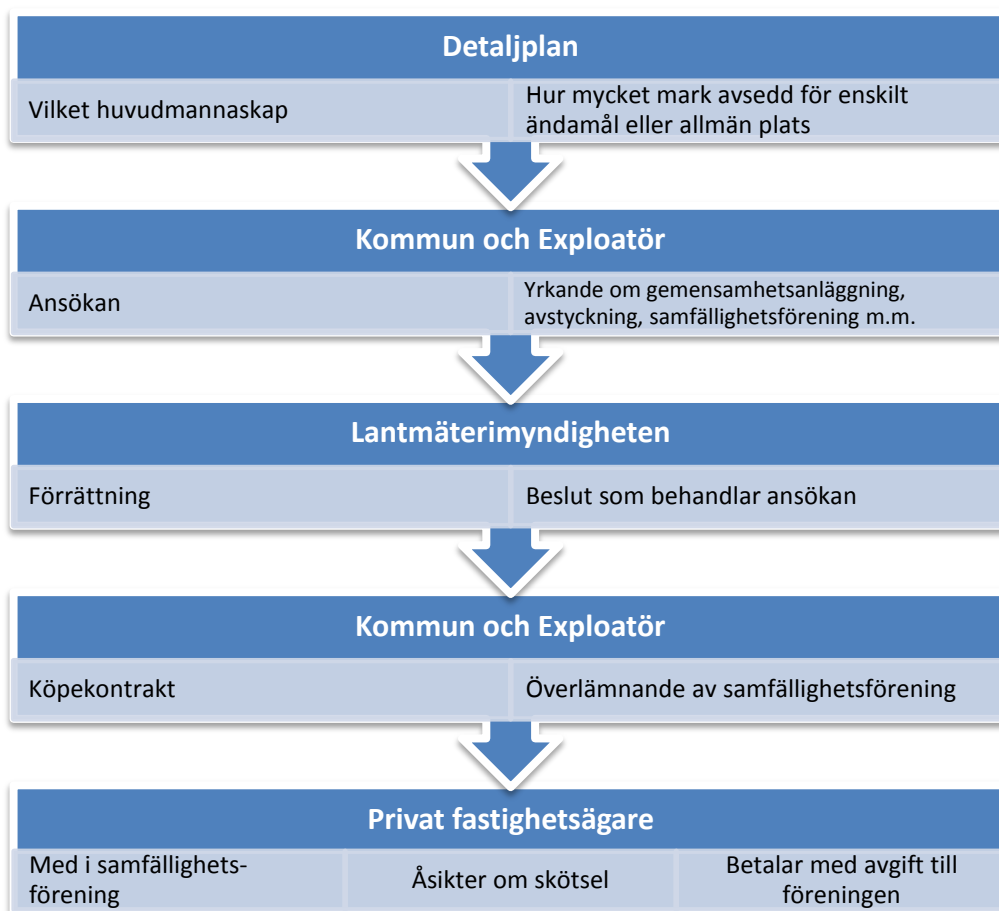 Detaljplan
Vilket huvudmannaskap
Hur mycket mark avsedd för enskilt
ändamål eller allmän plats
Kommun och Exploatör
Ansökan
Yrkande om gemensamhetsanläggning,
avstyckning, samfällighetsförening m.m.
Lantmäterimyndigheten
Förrättning
Beslut som behandlar ansökan
Kommun och Exploatör
Köpekontrakt
Överlämnande av samfällighetsförening
Privat fastighetsägare
Med i samfällighets-
förening
Åsikter om skötsel
Betalar med avgift till
föreningen